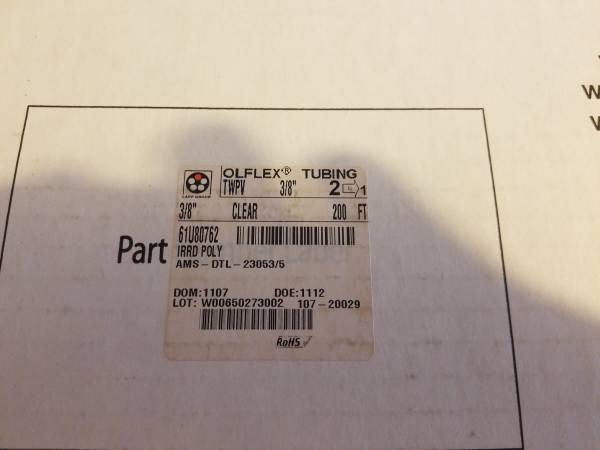 OLFLEX® TUBING
TWPV 3/8" 2 1
3/8" CLEAR 200 FT
61U80762
Part
IRRD POLY
AMS-DTL-23053/5
DOM:1107 DOE:1112
LOT: W00650273002 107-20029
RoHS